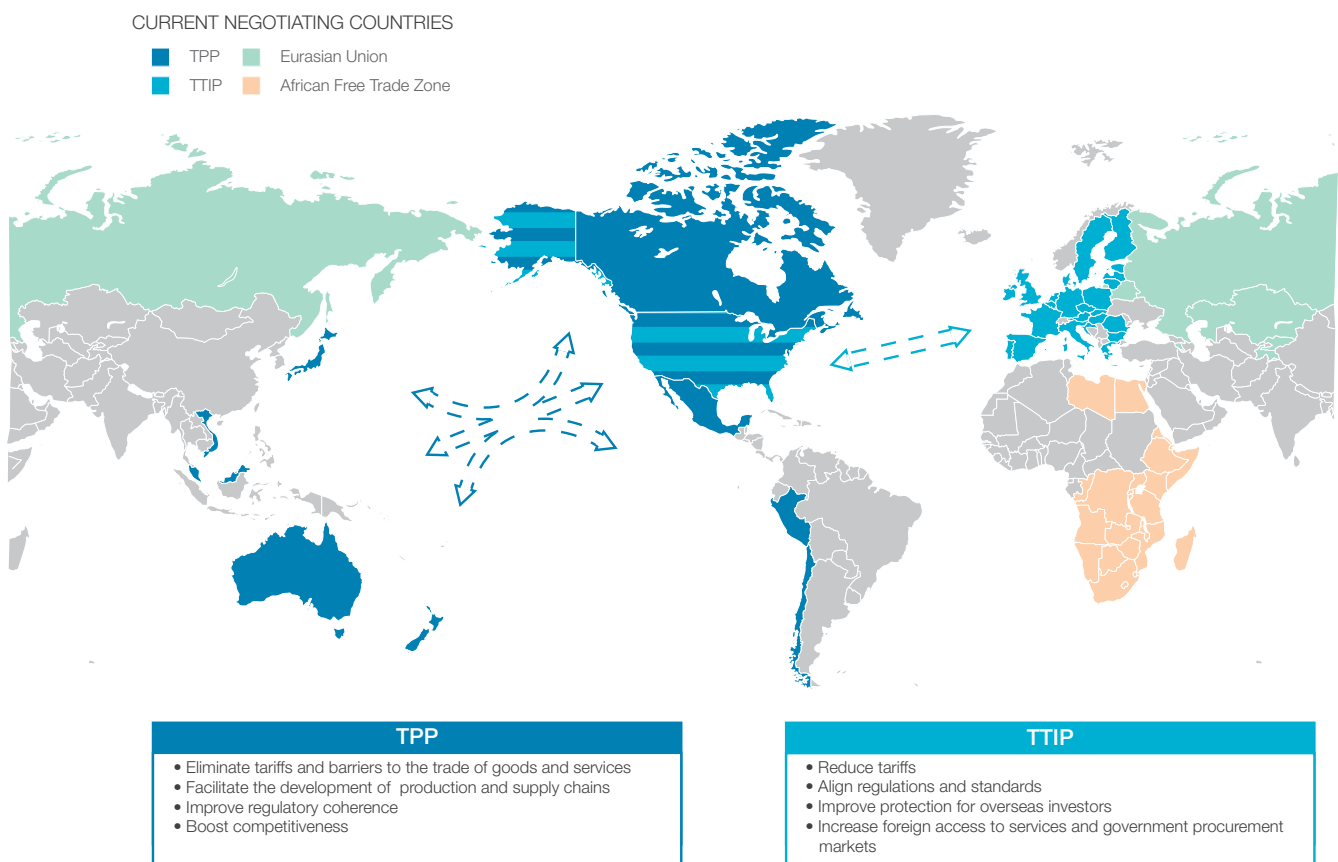 CURRENT NEGOTIATING COUNTRIES
TPP Eurasian Union
TTIP African Free Trade Zone
TPP
• Eliminate tariffs and barriers to the trade of goods and services
• Facilitate the development of production and supply chains
• Improve regulatory coherence
• Boost competitiveness
TTIP
• Reduce tariffs
• Align regulations and standards
• Improve protection for overseas investors
• Increase foreign access to services and government procurement
markets